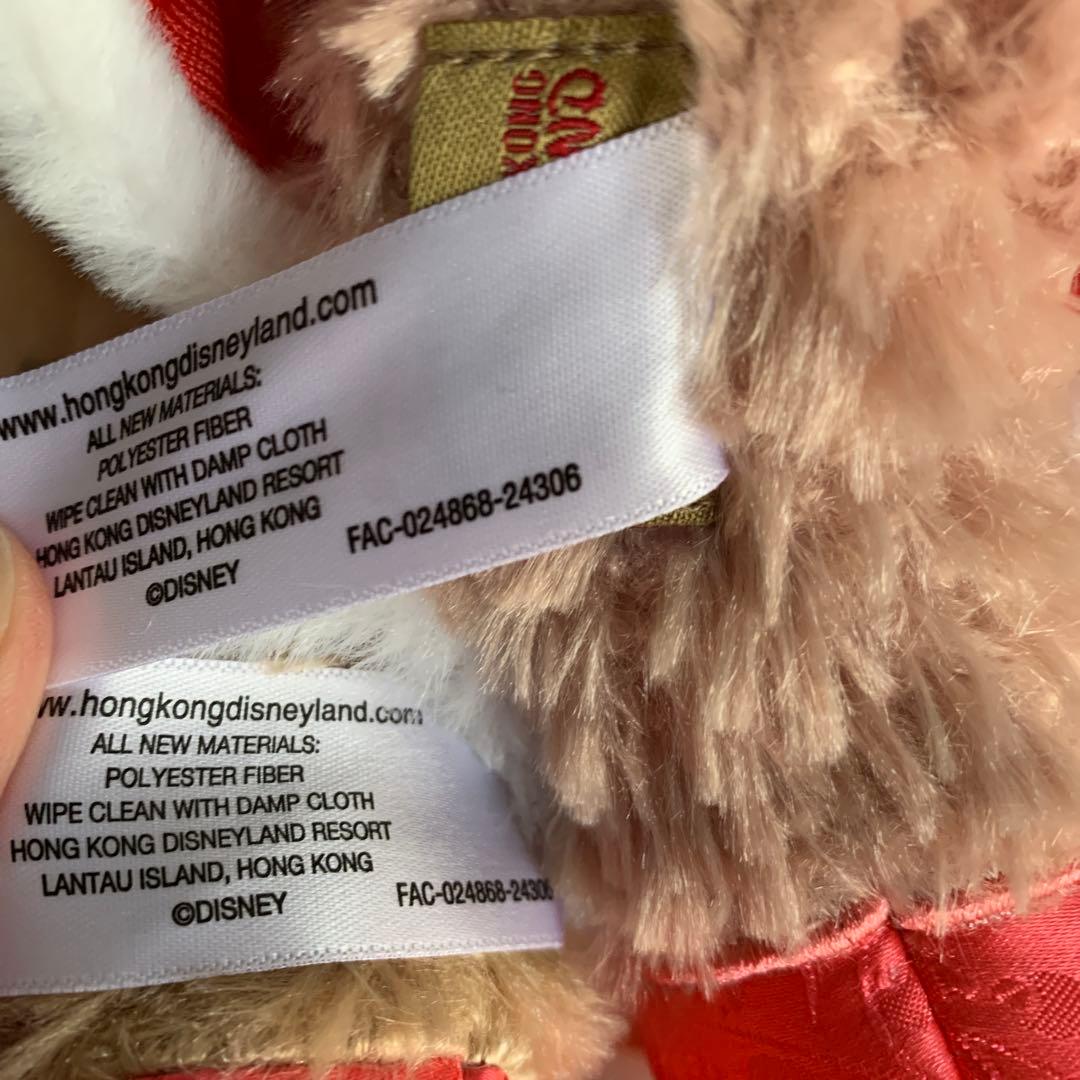 KONG
www.hongkongdisneyland.com
ALL NEW MATERIALS:
POLYESTER FIBER
WIPE CLEAN WITH DAMP CLOTH
HONG KONG DISNEYLAND RESORT
LANTAU ISLAND, HONG KONG
©DISNEY
FAC-024868-24306
w.hongkongdisneyland.com
ALL NEW MATERIALS:
POLYESTER FIBER
WIPE CLEAN WITH DAMP CLOTH
HONG KONG DISNEYLAND RESORT
LANTAU ISLAND, HONG KONG
©DISNEY
FAC-024868-24306